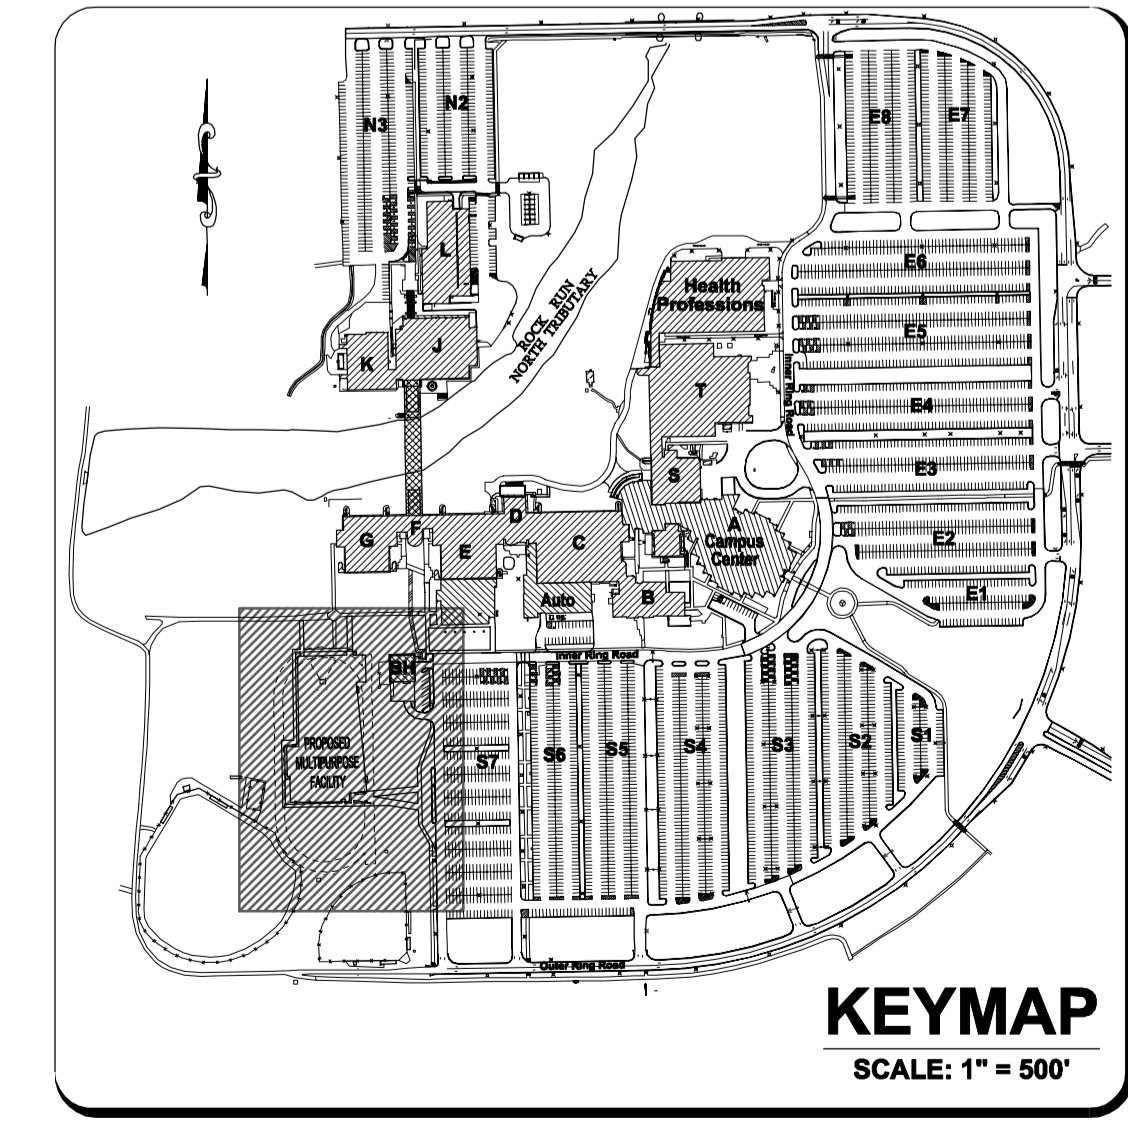 N3
N2
E8
E7
L
ROCK RUN
NORTH TRIBUTARY
Health
Professions
E6
E5
K
J
T
Inner Ring Road
E4
E3
S
G
F
D
E
C
A
Campus
Center
E2
E1
Auto
B
Inner Ring Road
BH
PROPOSED
MULTIPURPOSE
FACILITY
S7
S6
S5
S4
S3
S2
S1
Outer Ring Road
KEYMAP
SCALE: 1" = 500'